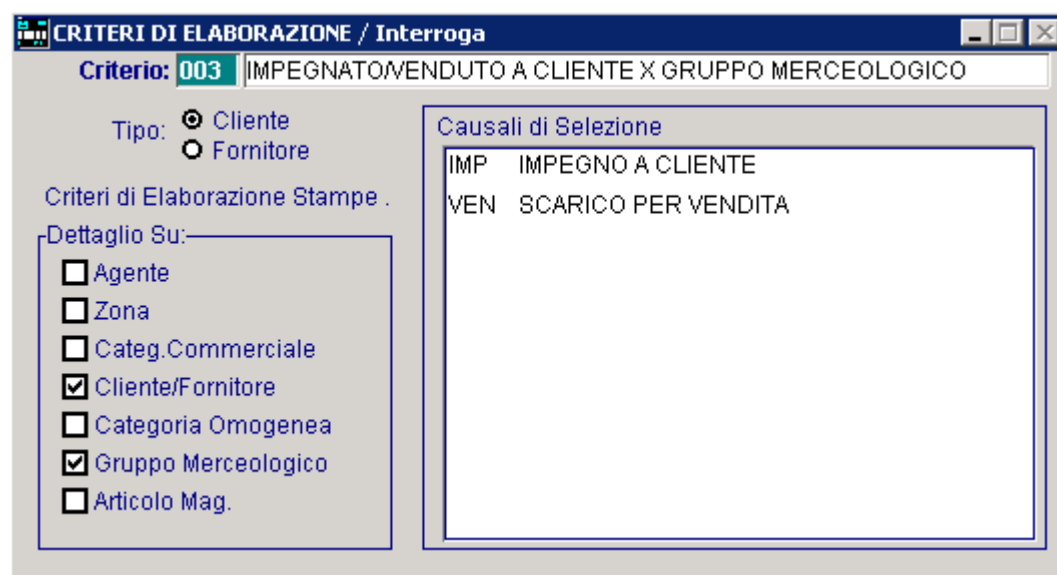 CRITERI DI ELABORAZIONE / Interroga
Criterio: 003 IMPEGNATO/VENDUTO A CLIENTE X GRUPPO MERCEOLOGICO
Tipo: Cliente
Fornitore
Criteri di Elaborazione Stampe .
Dettaglio Su:
Agente
Zona
Categ.Commerciale
Cliente/Fornitore
Categoria Omogenea
Gruppo Merceologico
Articolo Mag.
Causali di Selezione
IMP IMPEGNO A CLIENTE
VEN SCARICO PER VENDITA